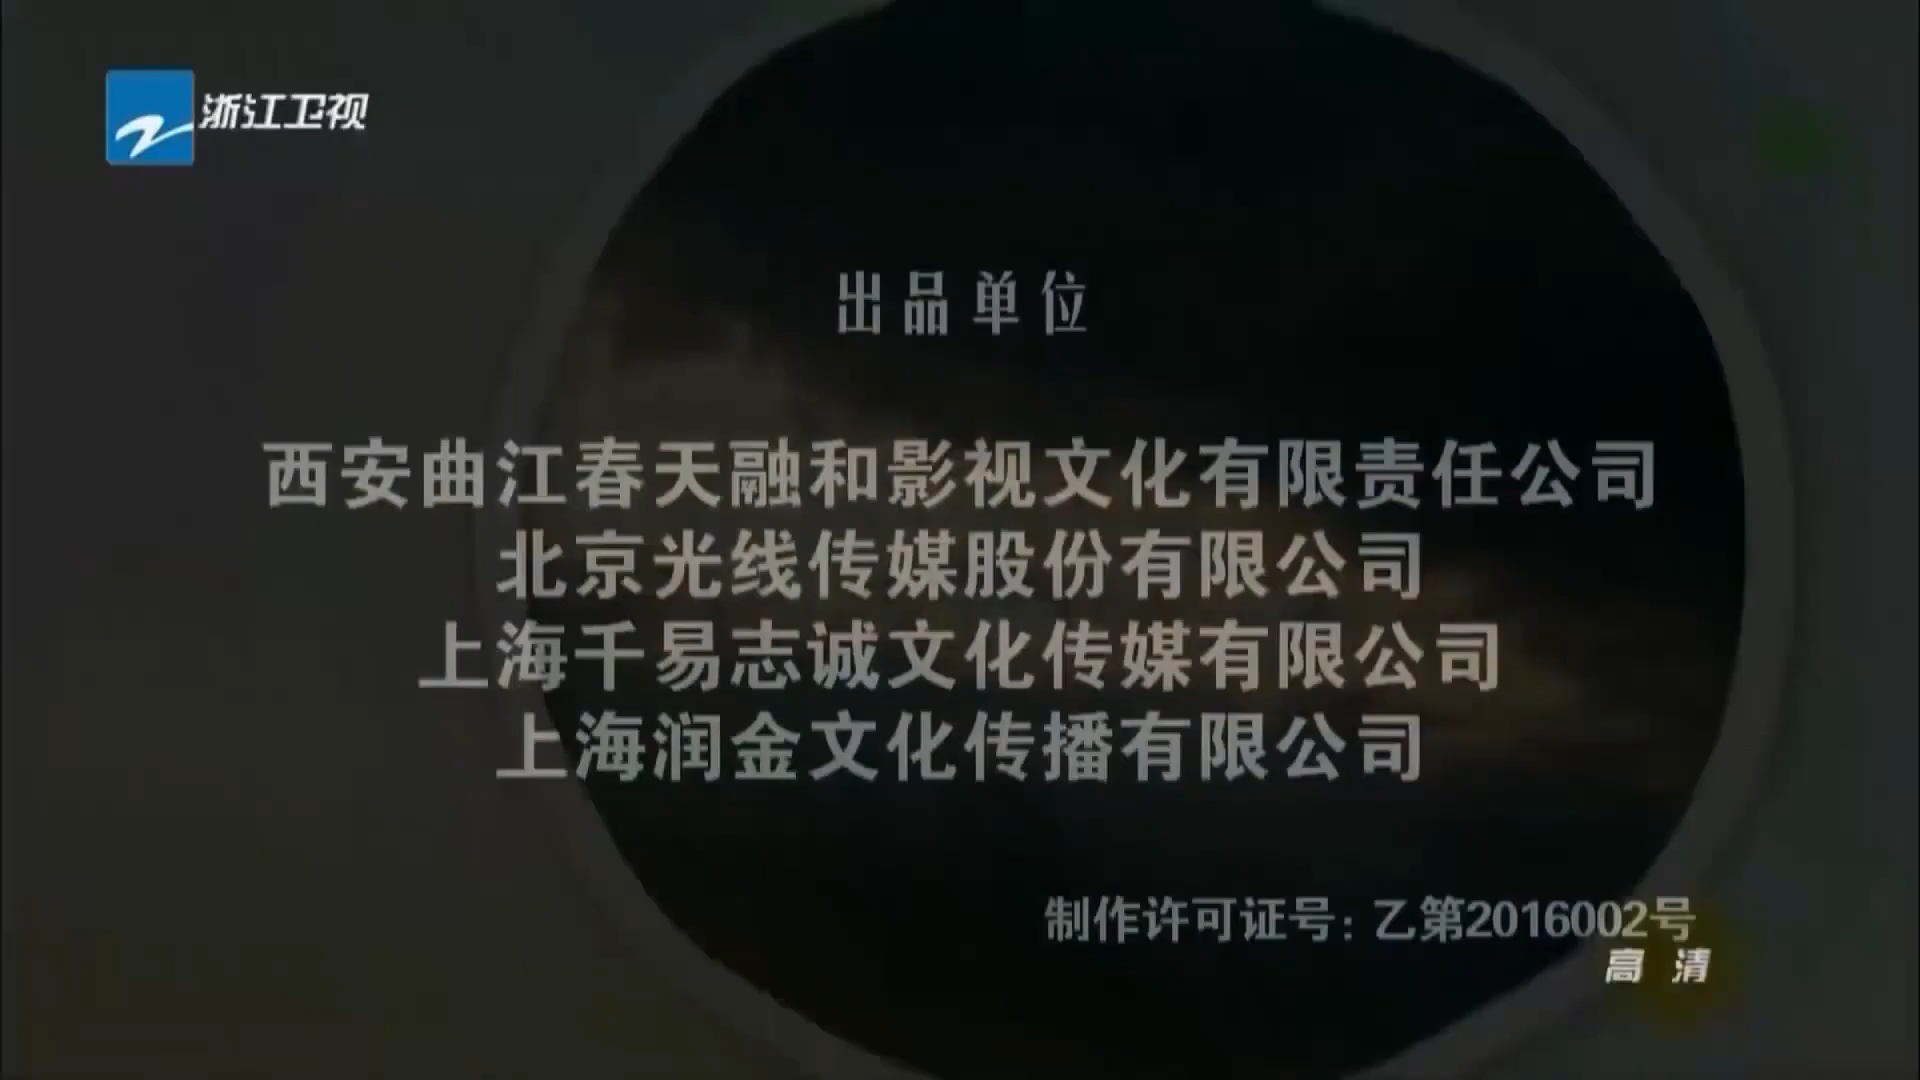 浙江卫视
出品单位
西安曲江春天融和影视文化有限责任公司
北京光线传媒股份有限公司
上海千易志诚文化传媒有限公司
上海润金文化传播有限公司
制作许可证号：乙第2016002号
高清